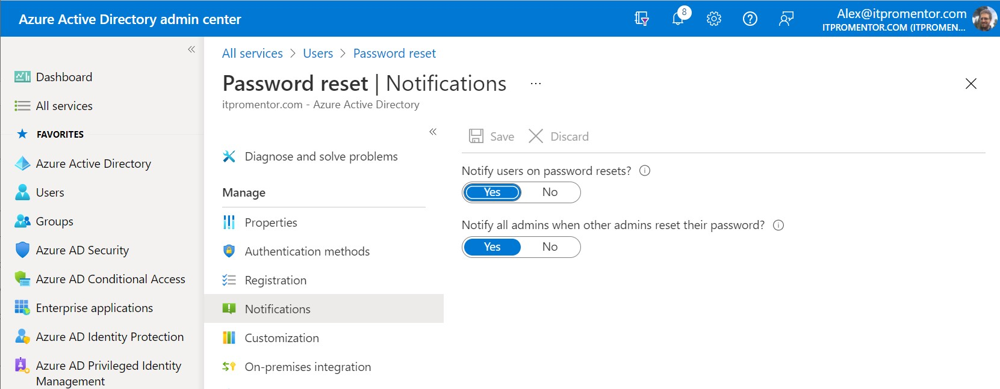 Azure Active Directory admin center
8
Alex@itpromentor.com
ITPROMENTOR.COM (ITPROMEN...
Dashboard
All services
FAVORITES
Azure Active Directory
Users
Groups
Azure AD Security
Azure AD Conditional Access
Enterprise applications
Azure AD Identity Protection
Azure AD Privileged Identity
Management
All services > Users > Password reset
Password reset | Notifications ...
itpromentor.com - Azure Active Directory
Diagnose and solve problems
Manage
Properties
Authentication methods
Registration
Notifications
Customization
On-premises integration
Save Discard
Notify users on password resets?
Yes No
Notify all admins when other admins reset their password?
Yes No